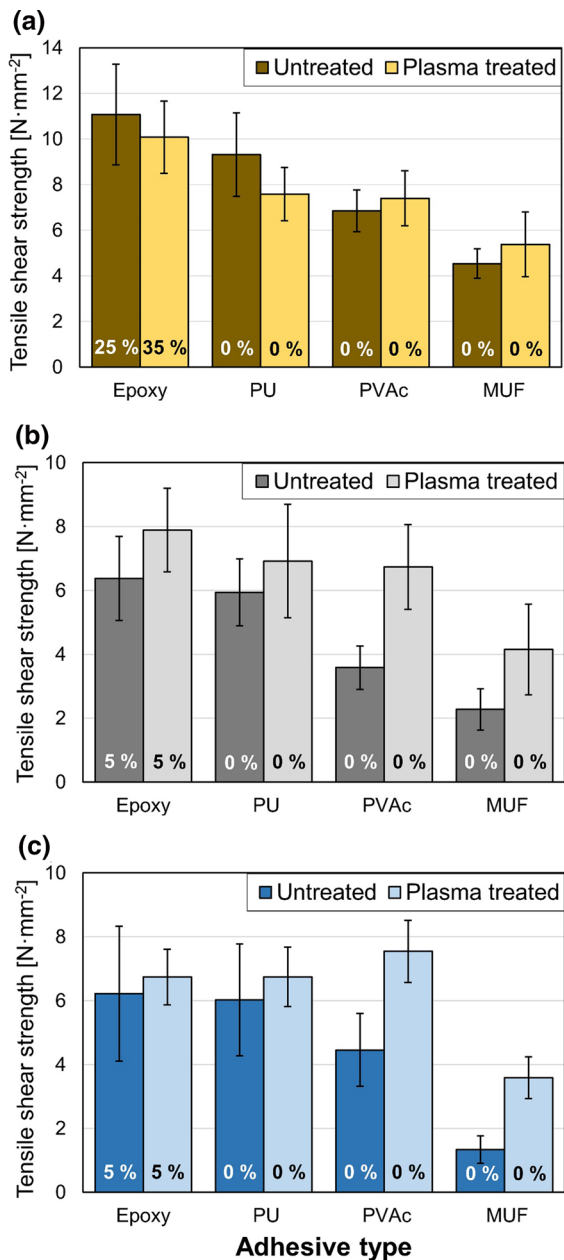 (a)
Tensile shear strength [N·mm-2]
14
12
10
8
6
4
2
0
Untreated Plasma treated
25 % 35 % 0 % 0 % 0 % 0 % 0 % 0 %
Epoxy PU PVAc MUF
(b)
Tensile shear strength [N·mm-2]
10
8
6
4
2
0
Untreated Plasma treated
5 % 5 % 0 % 0 % 0 % 0 % 0 % 0 %
Epoxy PU PVAc MUF
(c)
Tensile shear strength [N·mm-2]
10
8
6
4
2
0
Untreated Plasma treated
5 % 5 % 0 % 0 % 0 % 0 % 0 % 0 %
Epoxy PU PVAc MUF
Adhesive type